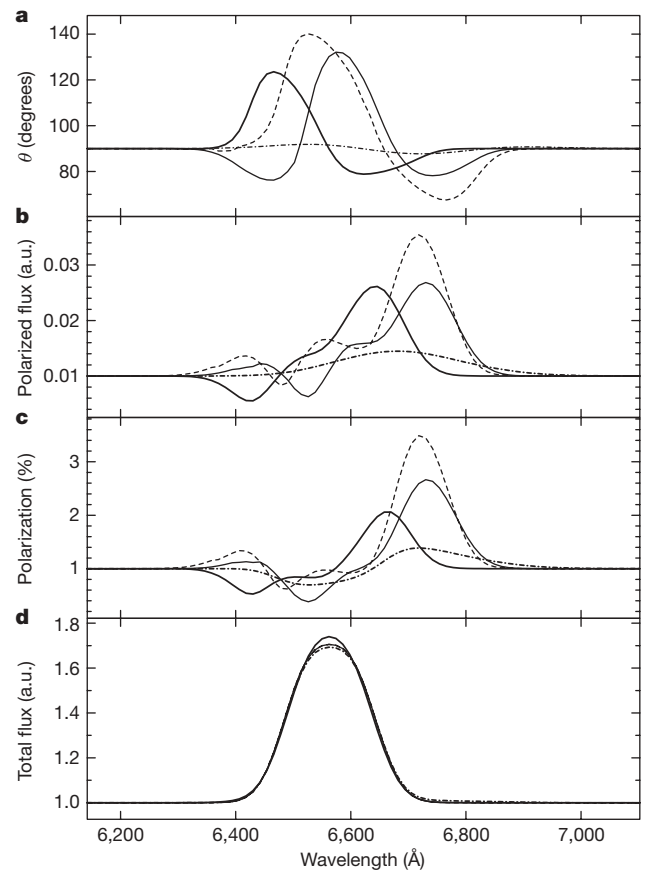 a
140
120
100
80
θ (degrees)
b
0.03
0.02
0.01
Polarized flux (a.u.)
c
3
2
1
Polarization (%)
d
1.8
1.6
1.4
1.2
1.0
Total flux (a.u.)
6,200 6,400 6,600 6,800 7,000
Wavelength (Å)